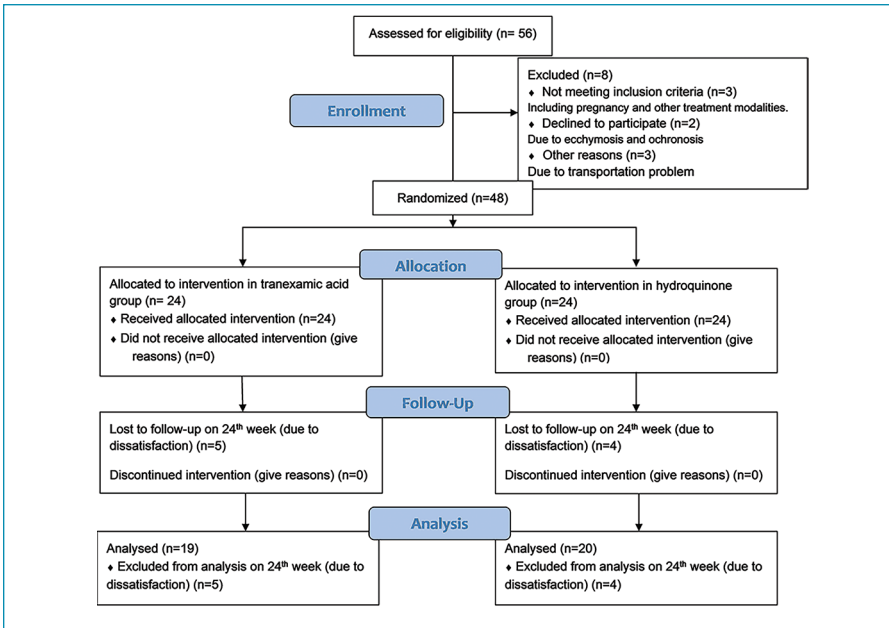 Assessed for eligibility (n= 56)
Excluded (n=8)
♦ Not meeting inclusion criteria (n=3)
Including pregnancy and other treatment modalities.
♦ Declined to participate (n=2)
Due to ecchymosis and ochronosis
♦ Other reasons (n=3)
Due to transportation problem
Enrollment
Randomized (n=48)
Allocation
Allocated to intervention in tranexamic acid
group (n= 24)
♦ Received allocated intervention (n=24)
♦ Did not receive allocated intervention (give
reasons) (n=0)
Allocated to intervention in hydroquinone
group (n=24)
♦ Received allocated intervention (n=24)
♦ Did not receive allocated intervention (give
reasons) (n=0)
Follow-Up
Lost to follow-up on 24th week (due to
dissatisfaction) (n=5)
Discontinued intervention (give reasons) (n=0)
Lost to follow-up on 24th week (due to
dissatisfaction) (n=4)
Discontinued intervention (give reasons) (n=0)
Analysis
Analysed (n=19)
♦ Excluded from analysis on 24th week (due to
dissatisfaction) (n=5)
Analysed (n=20)
♦ Excluded from analysis on 24th week (due to
dissatisfaction) (n=4)